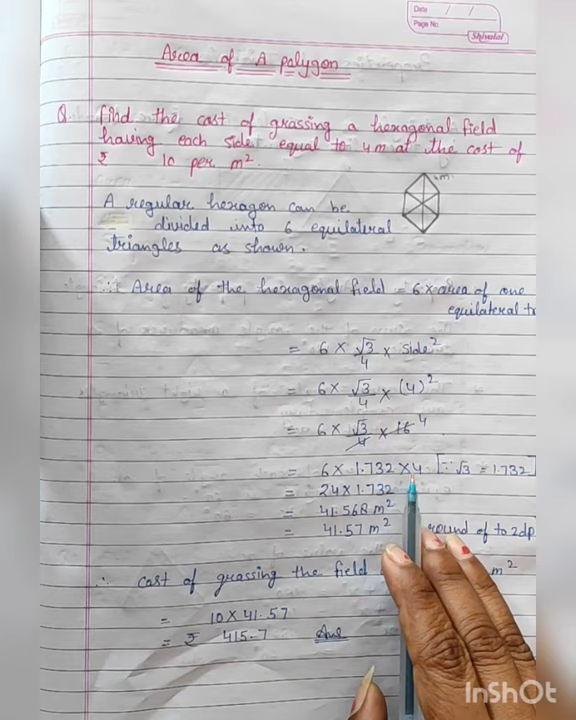 Date / /
Page No.
Shivalal
Area of A polygon
Q. find the cost of grassing a hexagonal field
having each side equal to 4m at the cost of
₹ 10 per m².
A regular hexagon can be
divided into 6 equilateral
triangles as shown.
∴ Area of the hexagonal field = 6 × area of one
equilateral
= 6 × √3/4 × side²
= 6 × √3/4 × (4)²
= 6 × √3/4 × 16 4
= 6 × 1.732 × 4 [∵ √3 = 1.732]
= 24 × 1.732
= 41.568 m²
= 41.57 m² round of to 2dp
∴ cost of grassing the field m²
= 10 × 41.57
= ₹ 415.7 Ans
InShOt